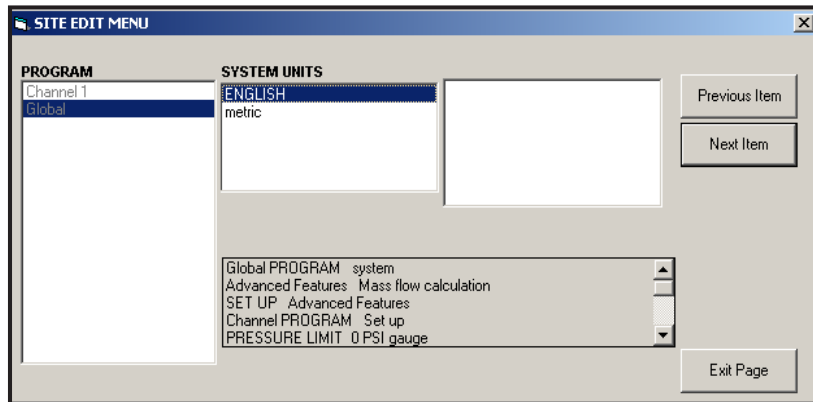 SITE EDIT MENU
PROGRAM
Channel 1
Global
SYSTEM UNITS
ENGLISH
metric
Previous Item
Next Item
Global PROGRAM system
Advanced Features Mass flow calculation
SET UP Advanced Features
Channel PROGRAM Set up
PRESSURE LIMIT 0 PSI gauge
Exit Page